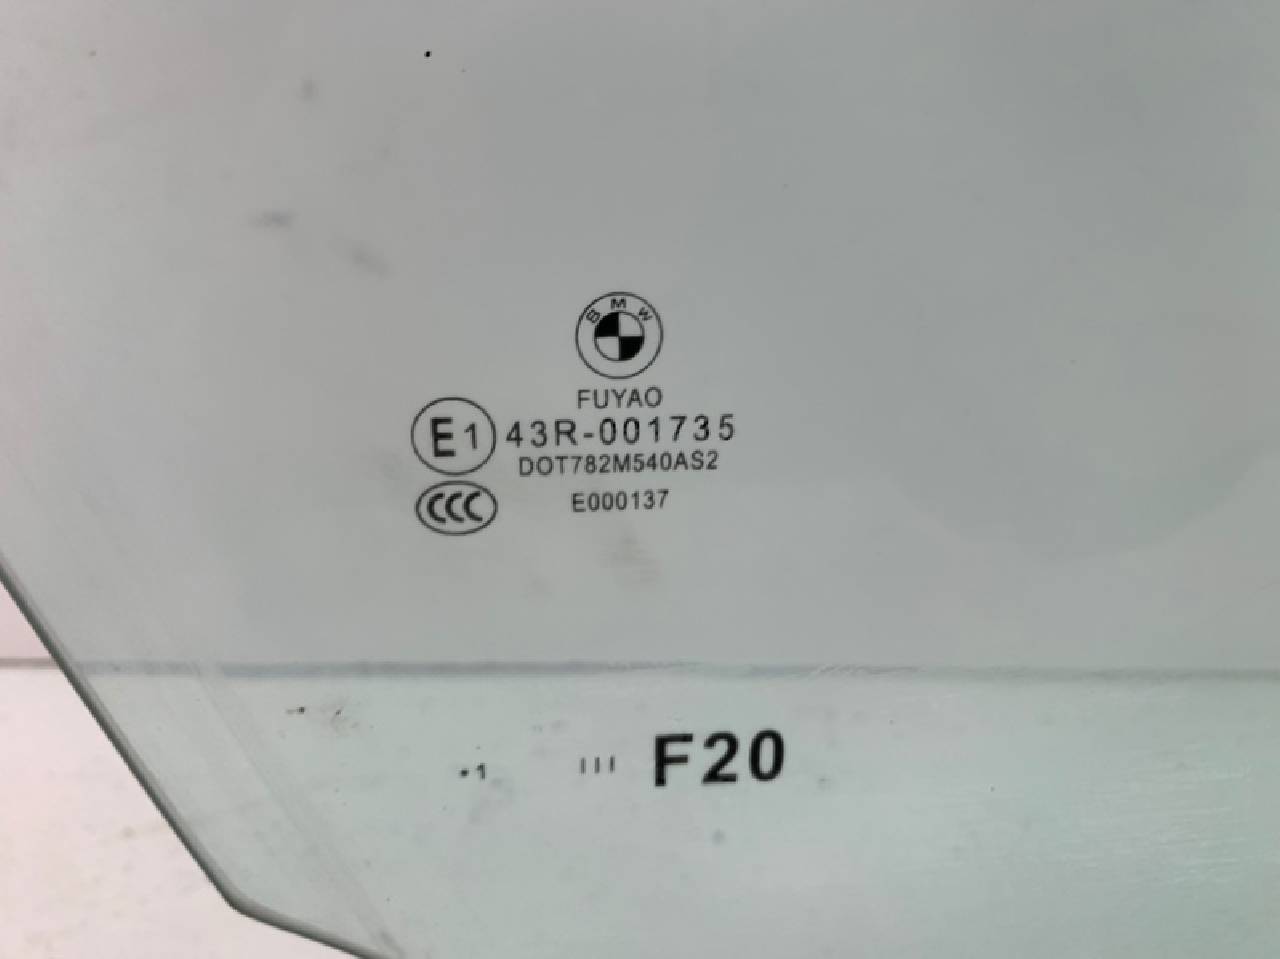 BMW
FUYAO
E1 43R-001735
DOT782M540AS2
CCC E000137
•1 III F20